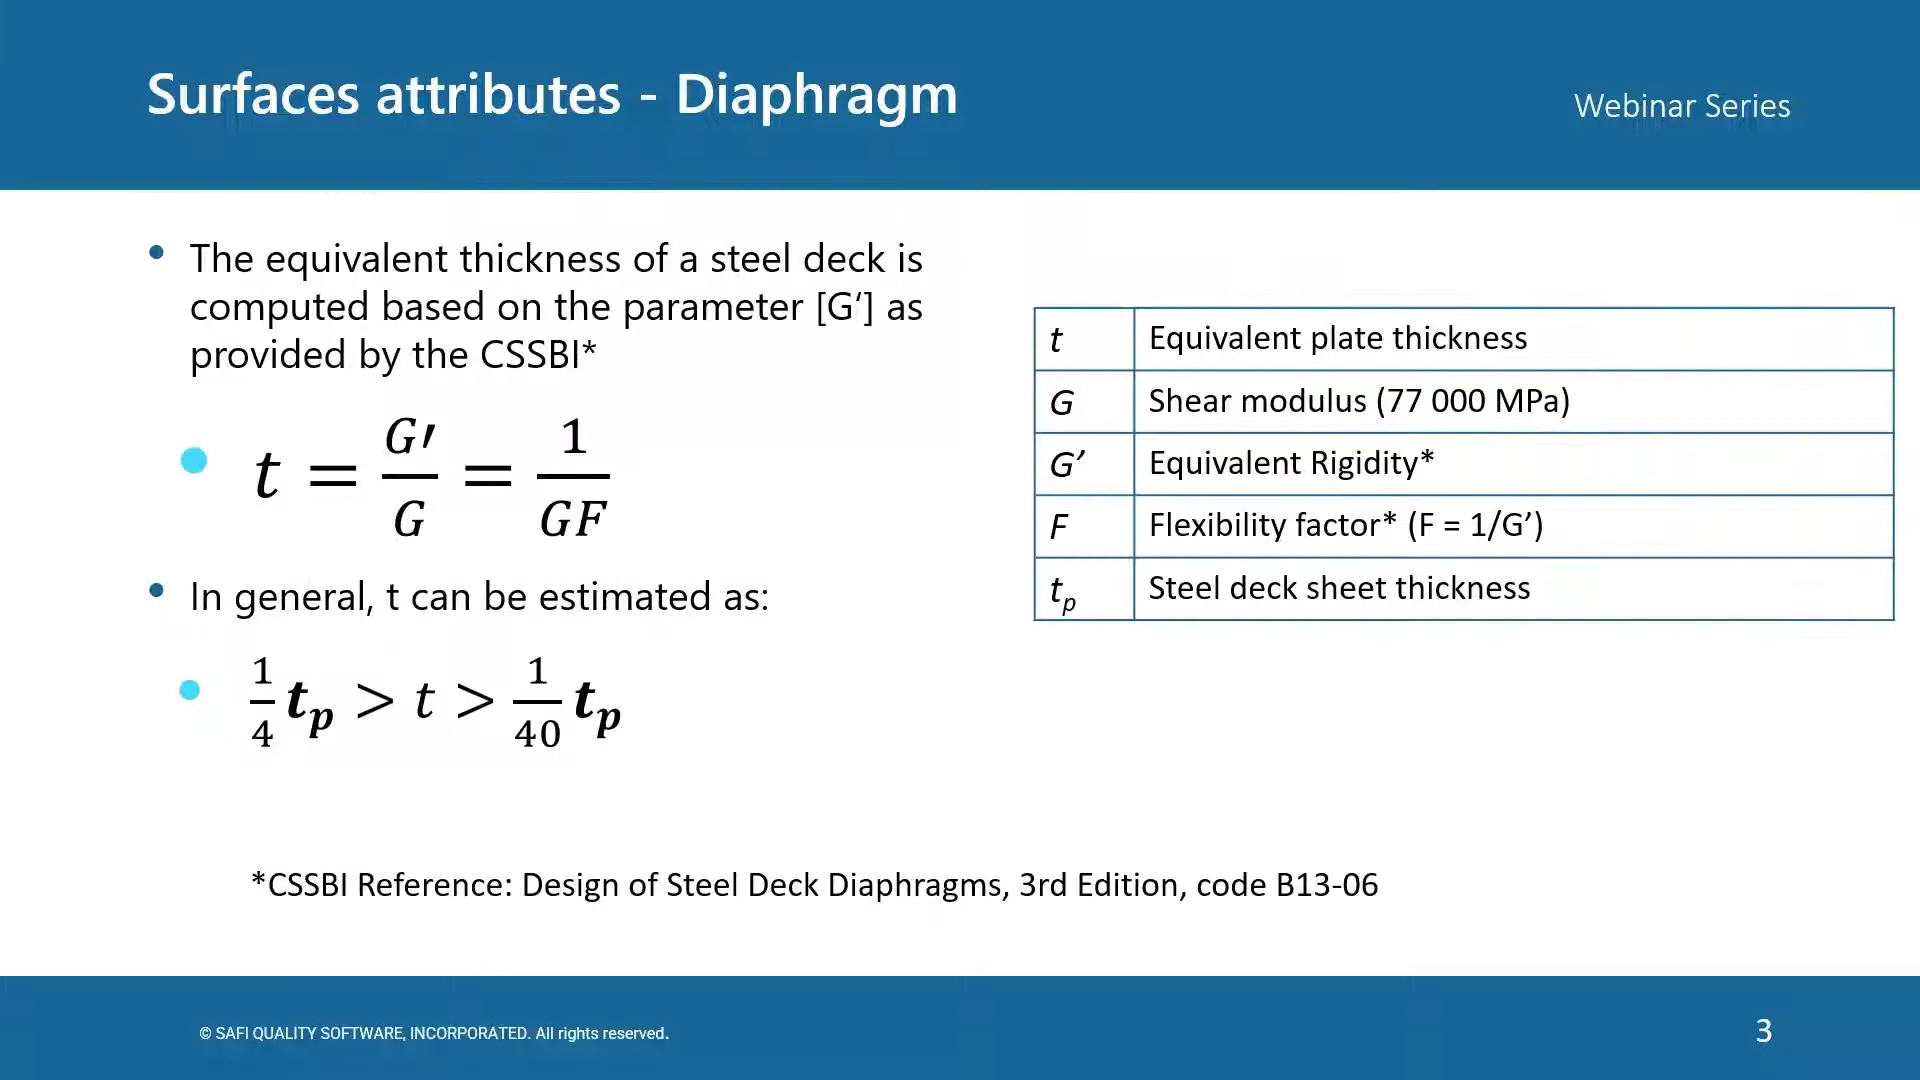 Surfaces attributes - Diaphragm
Webinar Series
• The equivalent thickness of a steel deck is
computed based on the parameter [G‘] as
provided by the CSSBI*
• t = G′/G = 1/GF
• In general, t can be estimated as:
• 1/4 tₚ > t > 1/40 tₚ
t Equivalent plate thickness
G Shear modulus (77 000 MPa)
G’ Equivalent Rigidity*
F Flexibility factor* (F = 1/G’)
tₚ Steel deck sheet thickness
*CSSBI Reference: Design of Steel Deck Diaphragms, 3rd Edition, code B13-06
© SAFI QUALITY SOFTWARE, INCORPORATED. All rights reserved.
3